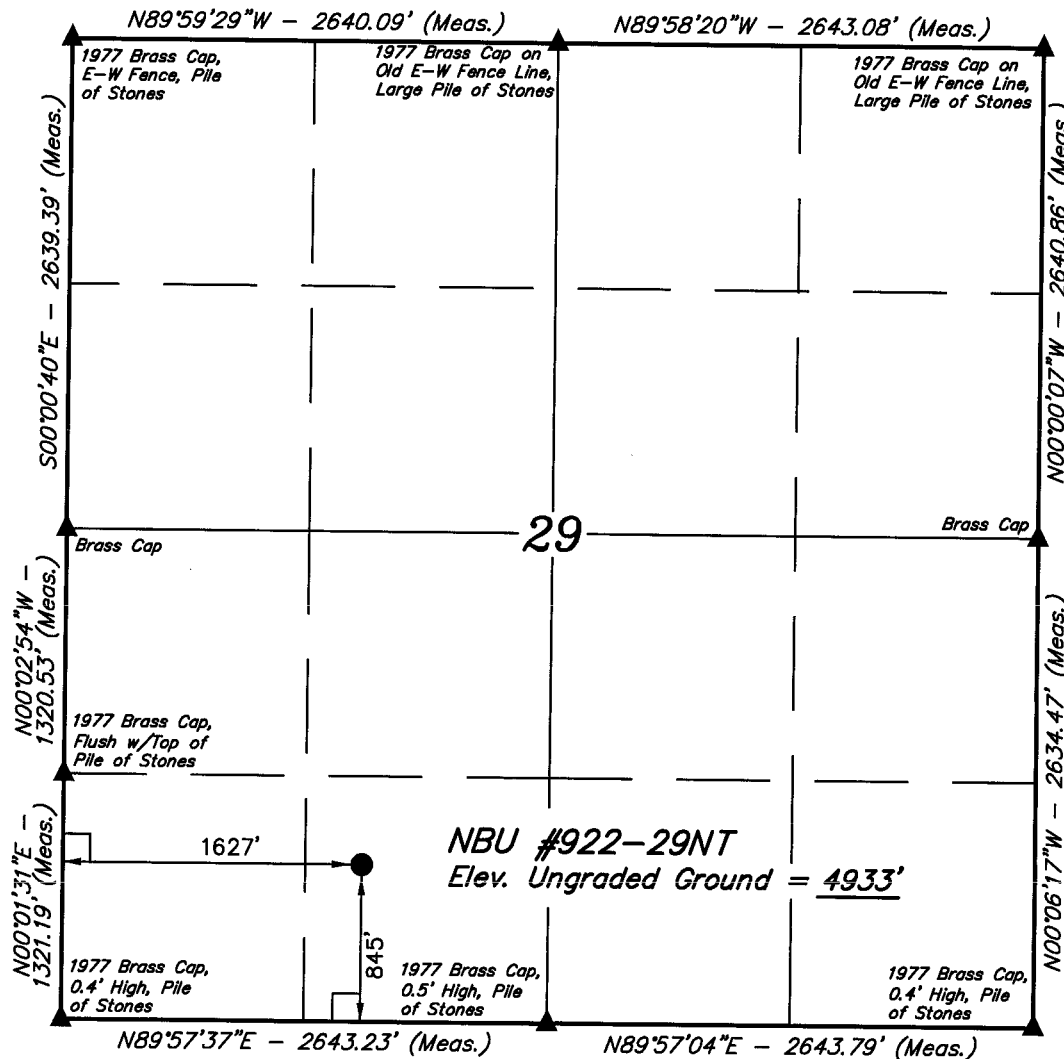 N89°59'29"W - 2640.09' (Meas.)
N89°58'20"W - 2643.08' (Meas.)
1977 Brass Cap,
E-W Fence, Pile
of Stones
1977 Brass Cap on
Old E-W Fence Line,
Large Pile of Stones
1977 Brass Cap on
Old E-W Fence Line,
Large Pile of Stones
S00°00'40"E - 2639.39' (Meas.)
N00°00'07"W - 2640.86' (Meas.)
29
Brass Cap
Brass Cap
N00°02'54"W -
1320.53' (Meas.)
1977 Brass Cap,
Flush w/Top of
Pile of Stones
N00°06'17"W - 2634.47' (Meas.)
N00°01'31"E -
1321.19' (Meas.)
1627'
NBU #922-29NT
Elev. Ungraded Ground = 4933'
845'
1977 Brass Cap,
0.4' High, Pile
of Stones
1977 Brass Cap,
0.5' High, Pile
of Stones
1977 Brass Cap,
0.4' High, Pile
of Stones
N89°57'37"E - 2643.23' (Meas.)
N89°57'04"E - 2643.79' (Meas.)